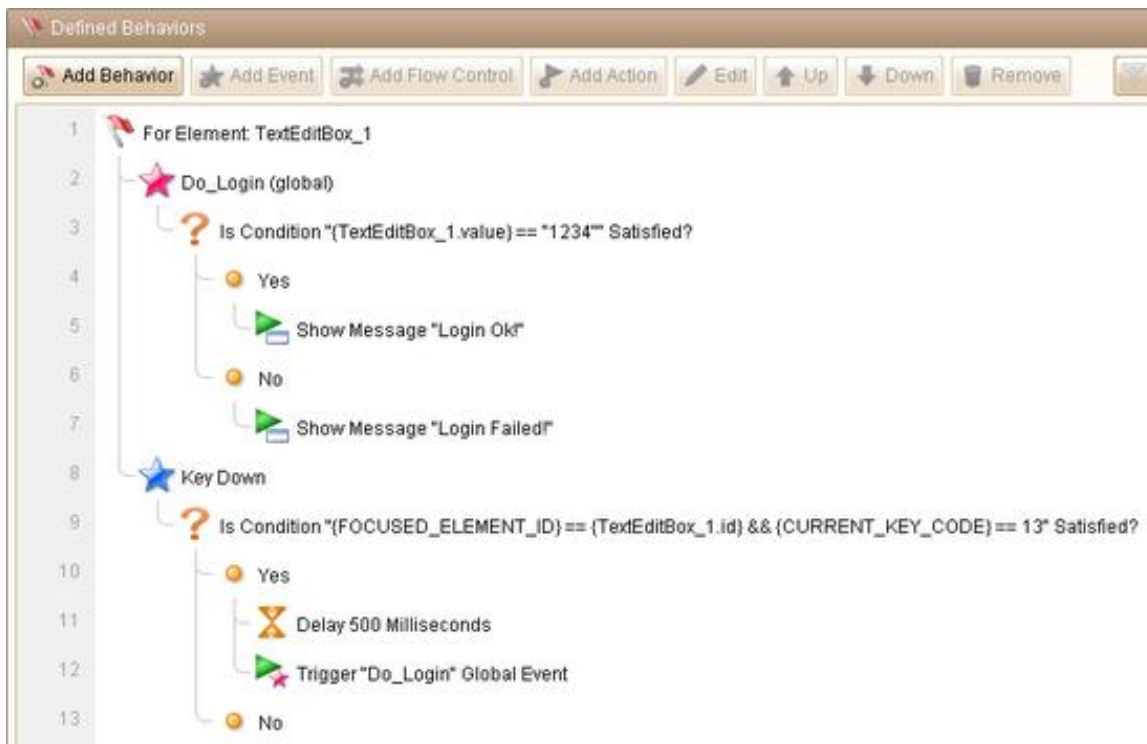 Defined Behaviors
Add Behavior Add Event Add Flow Control Add Action Edit Up Down Remove
1 For Element: TextEditBox_1
2 Do_Login (global)
3 Is Condition "{TextEditBox_1.value} == "1234"" Satisfied?
4 Yes
5 Show Message "Login Ok!"
6 No
7 Show Message "Login Failed!"
8 Key Down
9 Is Condition "{FOCUSED_ELEMENT_ID} == {TextEditBox_1.id} && {CURRENT_KEY_CODE} == 13" Satisfied?
10 Yes
11 Delay 500 Milliseconds
12 Trigger "Do_Login" Global Event
13 No